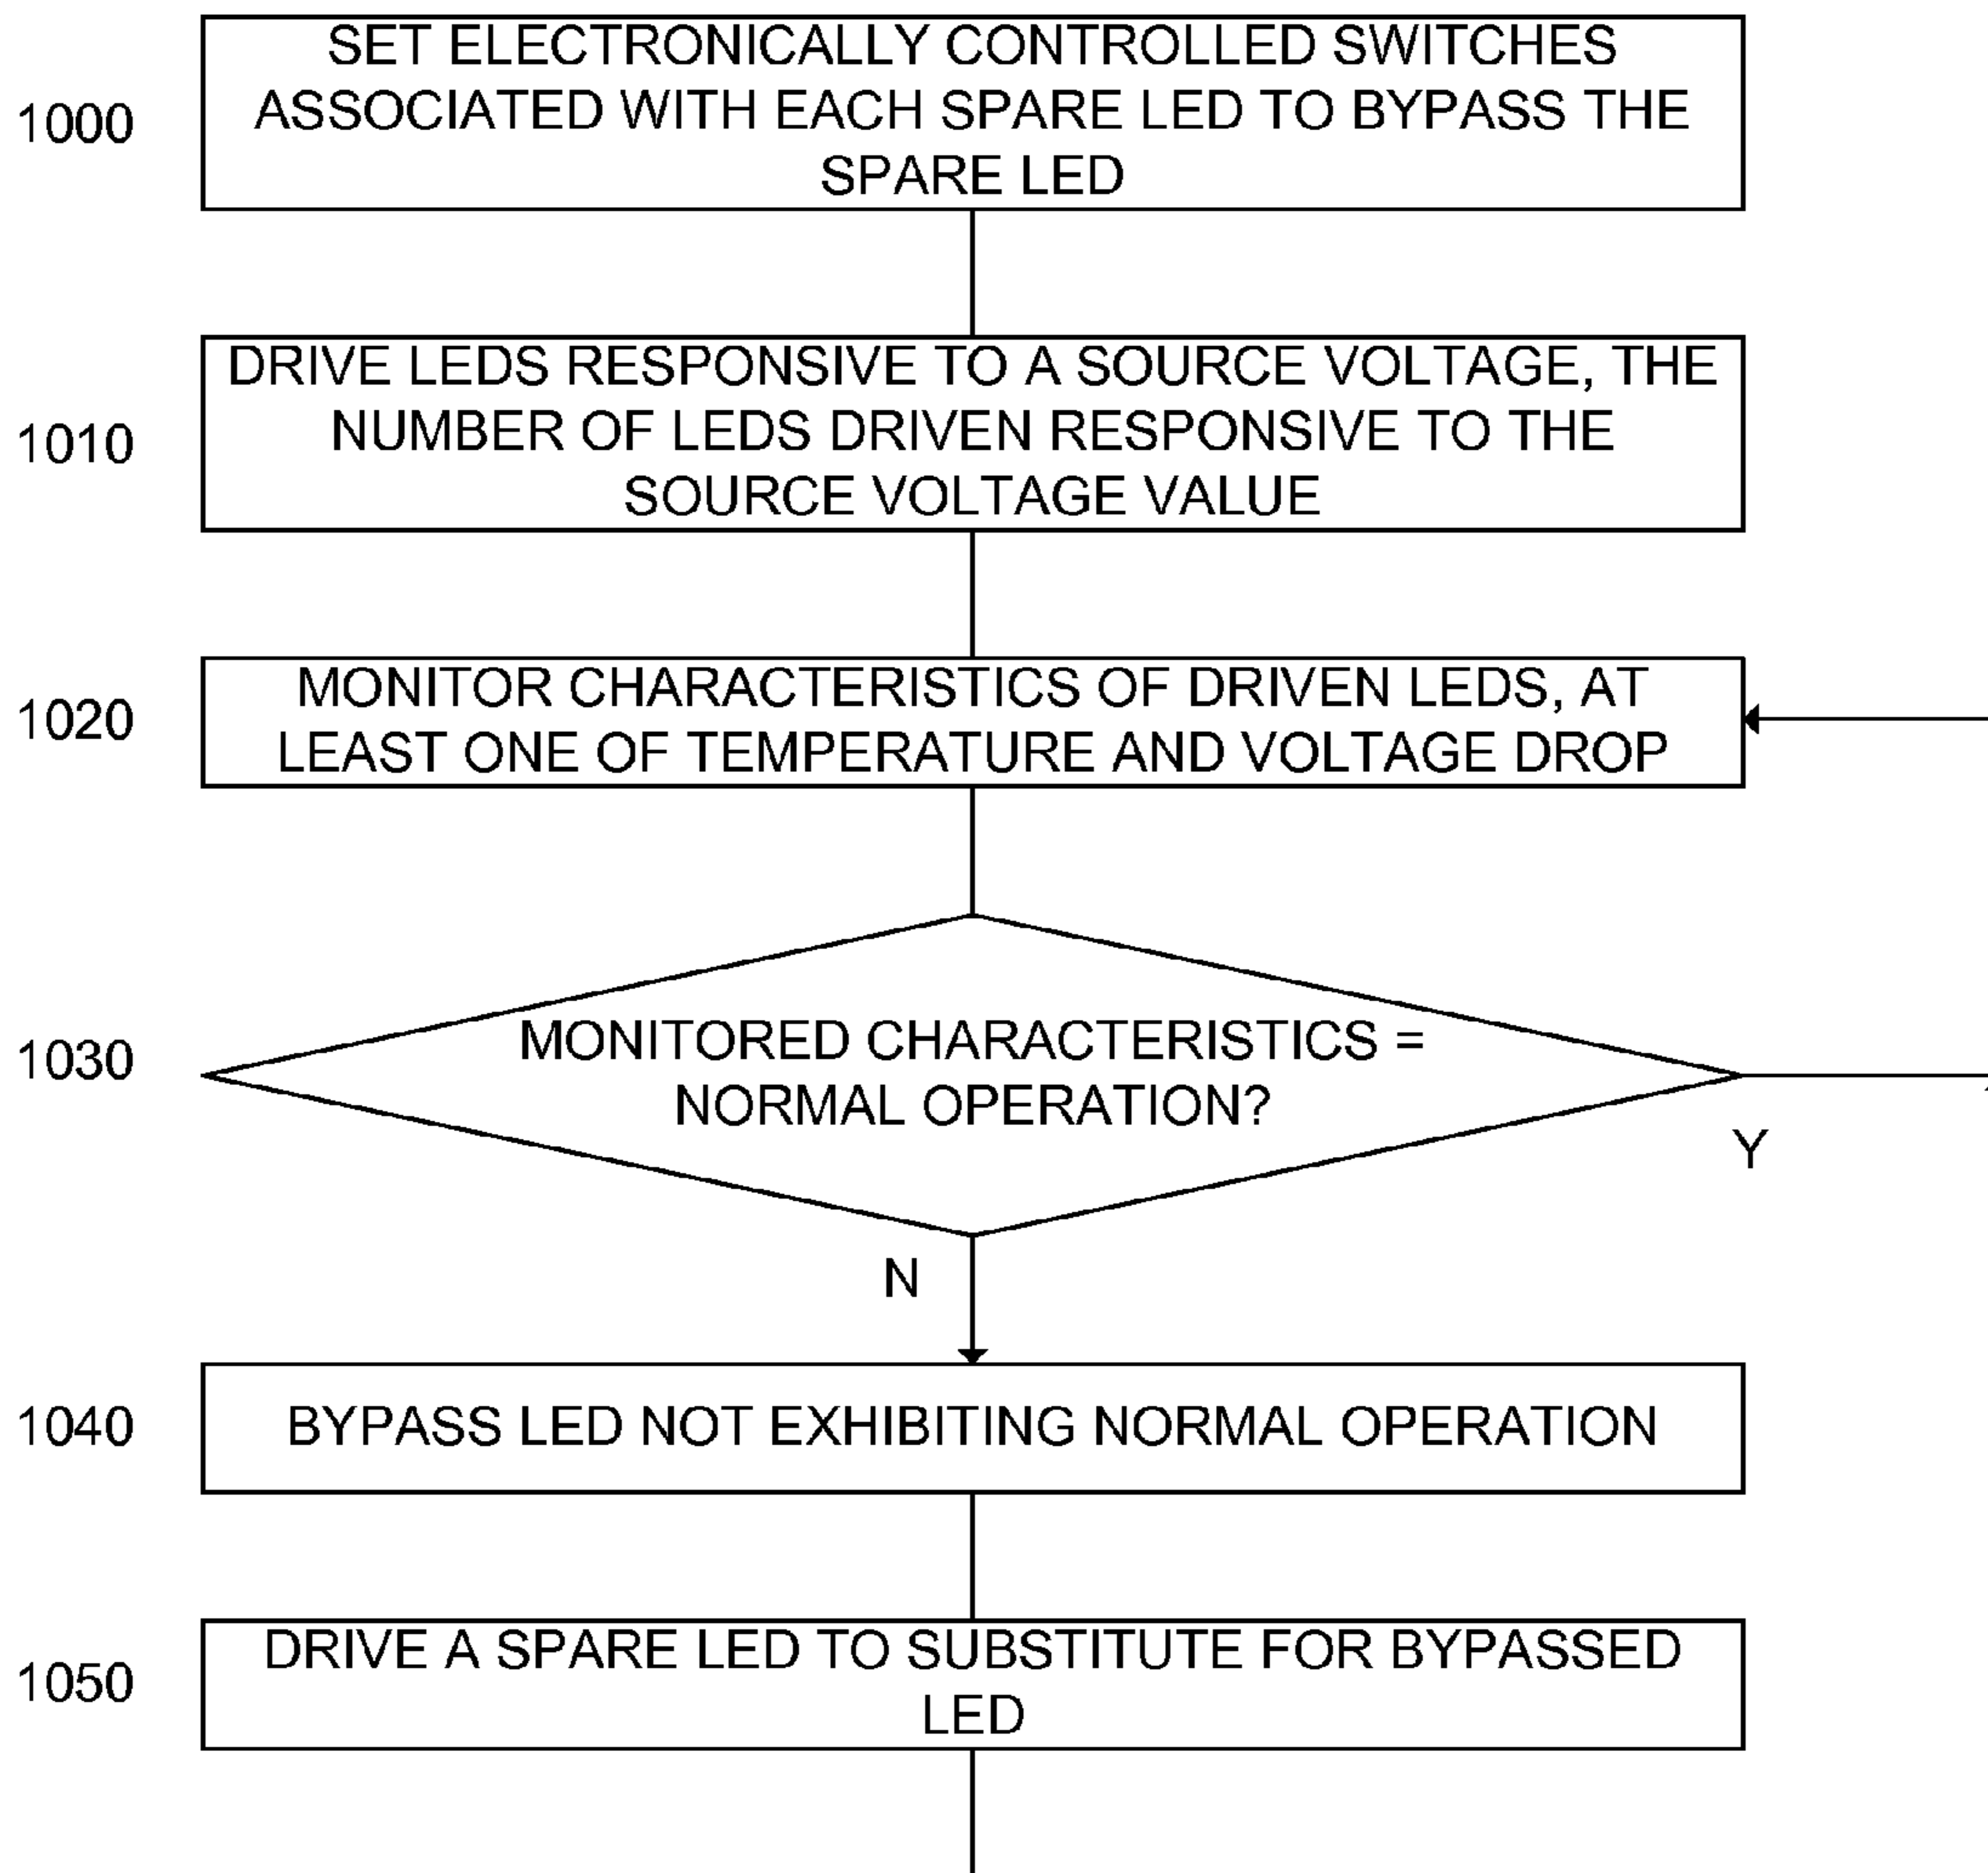 SET ELECTRONICALLY CONTROLLED SWITCHES
ASSOCIATED WITH EACH SPARE LED TO BYPASS THE
SPARE LED
1000
DRIVE LEDS RESPONSIVE TO A SOURCE VOLTAGE, THE
NUMBER OF LEDS DRIVEN RESPONSIVE TO THE
SOURCE VOLTAGE VALUE
1010
MONITOR CHARACTERISTICS OF DRIVEN LEDS, AT
LEAST ONE OF TEMPERATURE AND VOLTAGE DROP
1020
MONITORED CHARACTERISTICS =
NORMAL OPERATION?
1030
Y
N
1040
BYPASS LED NOT EXHIBITING NORMAL OPERATION
DRIVE A SPARE LED TO SUBSTITUTE FOR BYPASSED
LED
1050